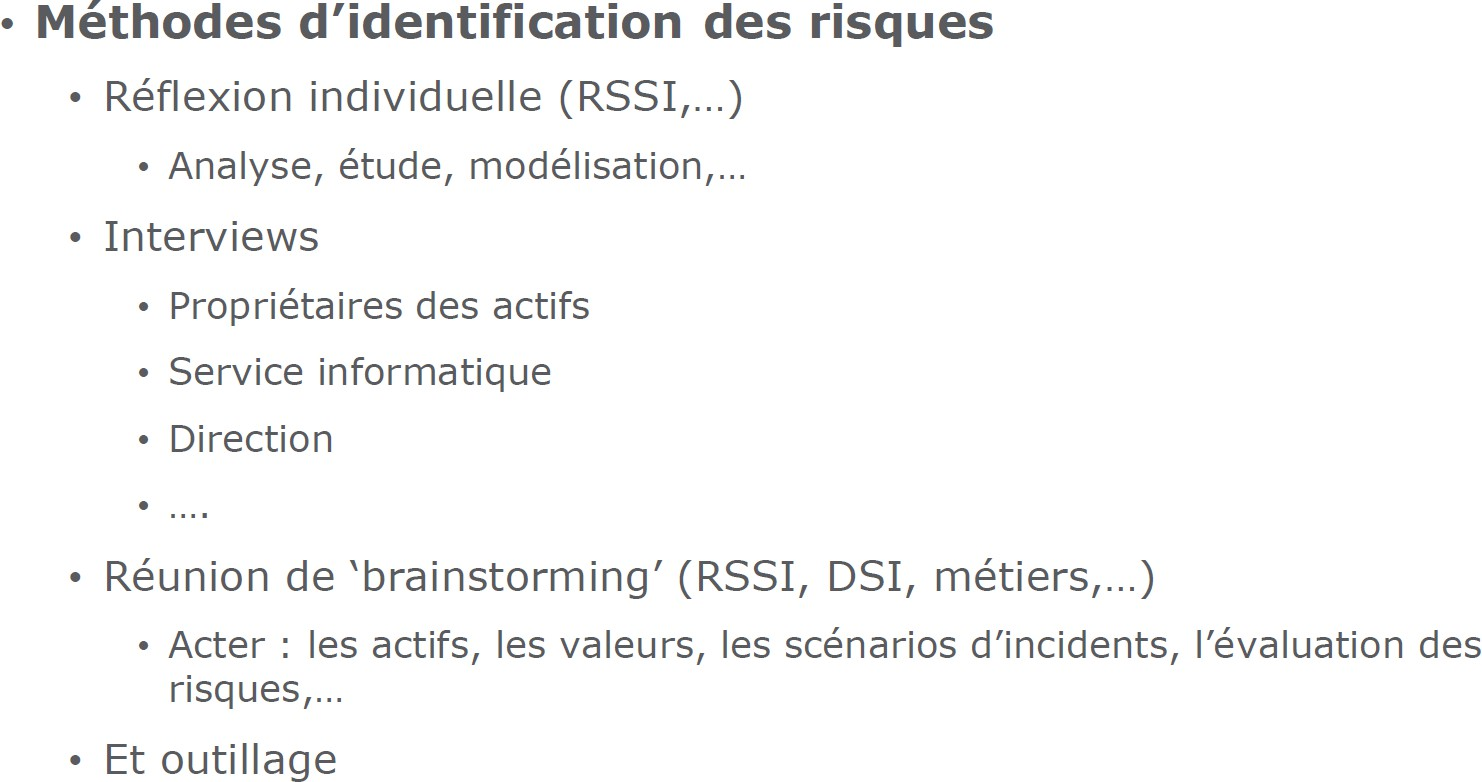 • Méthodes d’identification des risques
• Réflexion individuelle (RSSI,…)
• Analyse, étude, modélisation,…
• Interviews
• Propriétaires des actifs
• Service informatique
• Direction
• ….
• Réunion de ‘brainstorming’ (RSSI, DSI, métiers,…)
• Acter : les actifs, les valeurs, les scénarios d’incidents, l’évaluation des
risques,…
• Et outillage